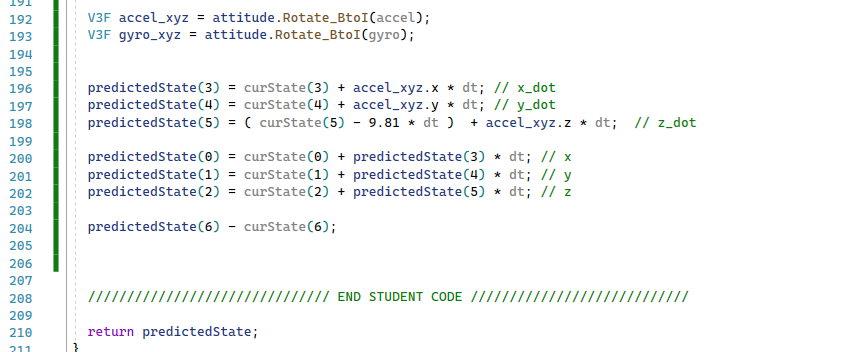 191
192 V3F accel_xyz = attitude.Rotate_BtoI(accel);
193 V3F gyro_xyz = attitude.Rotate_BtoI(gyro);
194
195
196 predictedState(3) = curState(3) + accel_xyz.x * dt; // x_dot
197 predictedState(4) = curState(4) + accel_xyz.y * dt; // y_dot
198 predictedState(5) = ( curState(5) - 9.81 * dt )  + accel_xyz.z * dt;  // z_dot
199
200 predictedState(0) = curState(0) + predictedState(3) * dt; // x
201 predictedState(1) = curState(1) + predictedState(4) * dt; // y
202 predictedState(2) = curState(2) + predictedState(5) * dt; // z
203
204 predictedState(6) - curState(6);
205
206
207
208 /////////////////////////////// END STUDENT CODE ////////////////////////////
209
210 return predictedState;
211 }